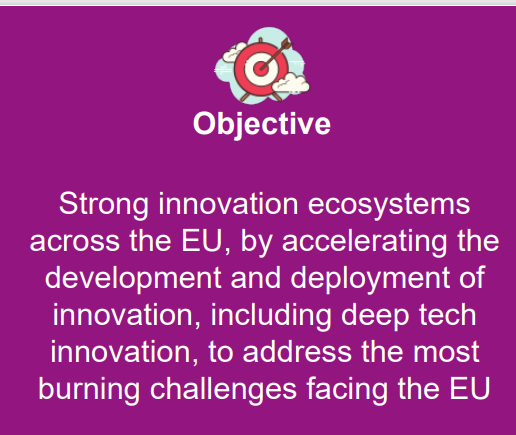 Objective
Strong innovation ecosystems
across the EU, by accelerating the
development and deployment of
innovation, including deep tech
innovation, to address the most
burning challenges facing the EU